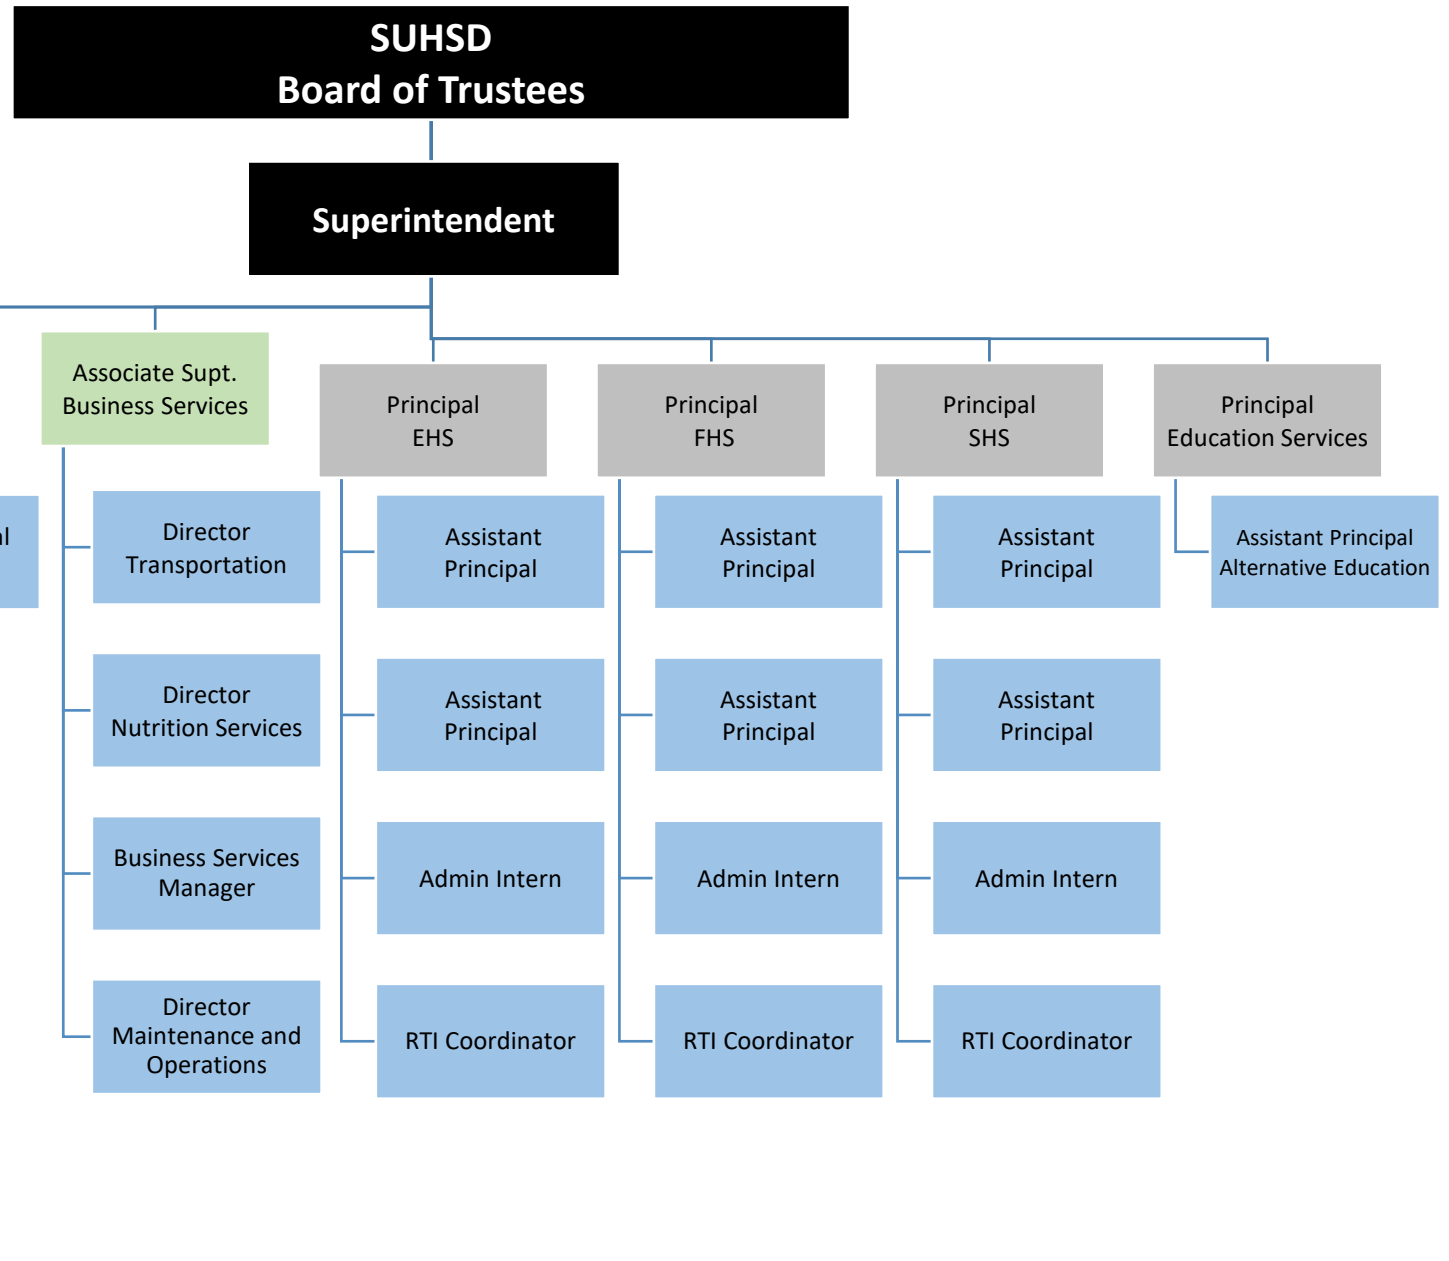 SUHSD
Board of Trustees
Superintendent
Associate Supt.
Business Services
Director
Transportation
Director
Nutrition Services
Business Services
Manager
Director
Maintenance and
Operations
Principal
EHS
Assistant
Principal
Assistant
Principal
Admin Intern
RTI Coordinator
Principal
FHS
Assistant
Principal
Assistant
Principal
Admin Intern
RTI Coordinator
Principal
SHS
Assistant
Principal
Assistant
Principal
Admin Intern
RTI Coordinator
Principal
Education Services
Assistant Principal
Alternative Education